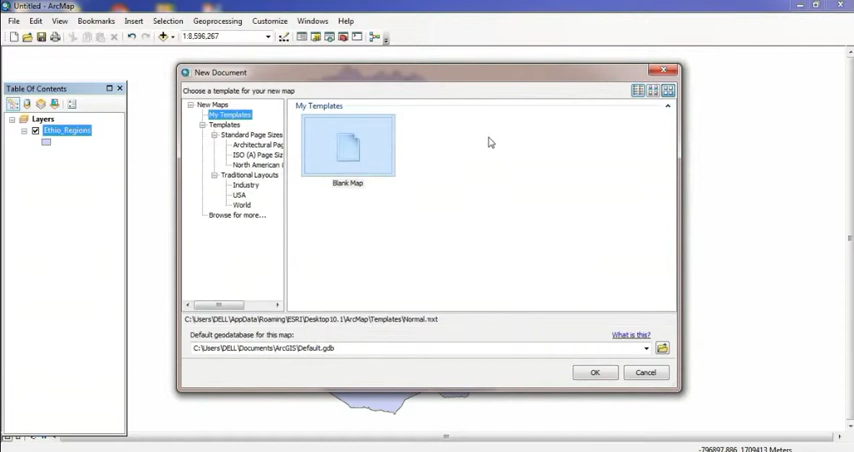 Untitled - ArcMap
File Edit View Bookmarks Insert Selection Geoprocessing Customize Windows Help
1:8,596,267
Table Of Contents
Layers
Ethio_Regions
New Document
Choose a template for your new map
New Maps
My Templates
Templates
Standard Page Sizes
Architectural Pag
ISO (A) Page Siz
North American
Traditional Layouts
Industry
USA
World
Browse for more...
My Templates
Blank Map
C:\Users\DELL\AppData\Roaming\ESRI\Desktop10.1\ArcMap\Templates\Normal.mxt
Default geodatabase for this map:
What is this?
C:\Users\DELL\Documents\ArcGIS\Default.gdb
OK Cancel
-796897.886 1709413 Meters